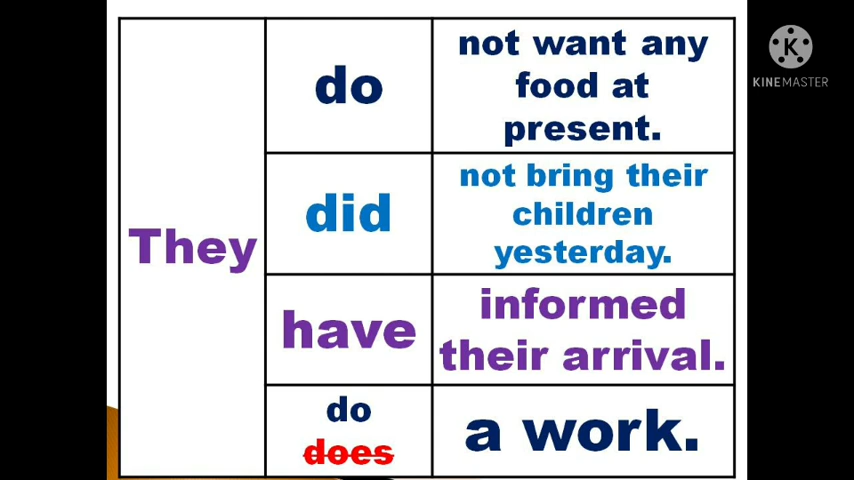 They
do
not want any
food at
present.
did
not bring their
children
yesterday.
have
informed
their arrival.
do
does
a work.
K
KINEMASTER